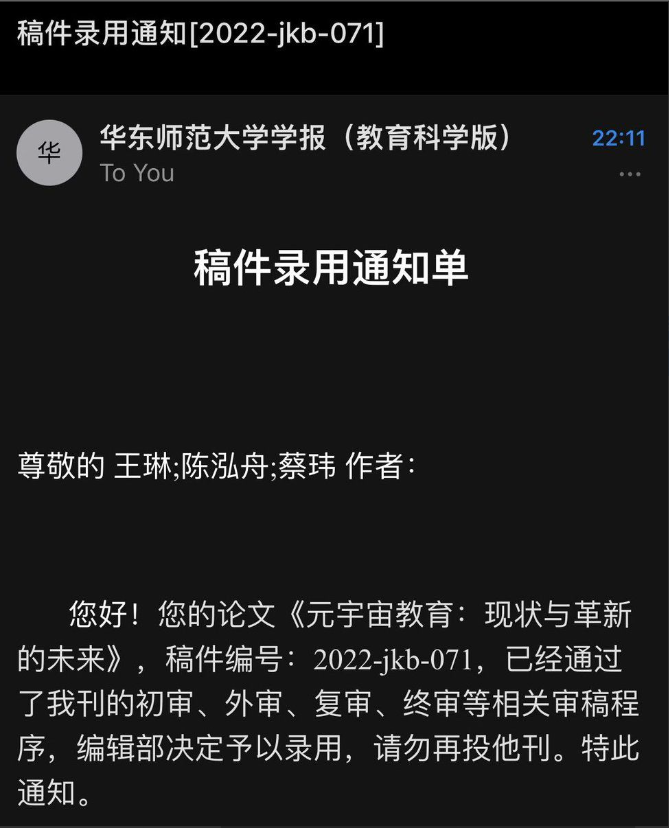 稿件录用通知[2022-jkb-071]
华
华东师范大学学报（教育科学版）
22:11
To You
稿件录用通知单
尊敬的 王琳;陈泓舟;蔡玮 作者：
您好！您的论文《元宇宙教育：现状与革新
的未来》，稿件编号：2022-jkb-071，已经通过
了我刊的初审、外审、复审、终审等相关审稿程
序，编辑部决定予以录用，请勿再投他刊。特此
通知。